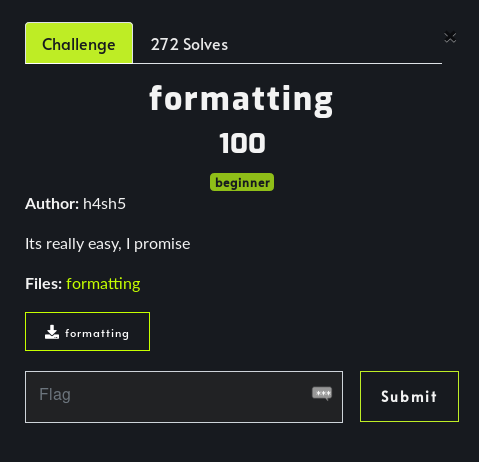 Challenge
272 Solves
×
formatting
100
beginner
Author: h4sh5
Its really easy, I promise
Files: formatting
formatting
Flag
Submit